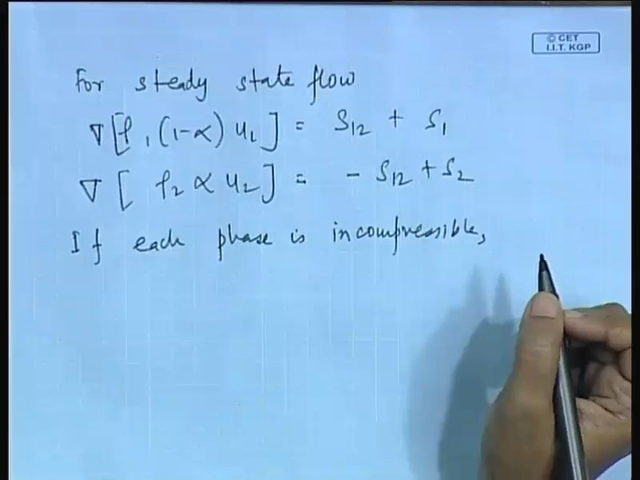 © CET
I.I.T. KGP
For steady state flow
∇[ρ₁(1-α) u₁] = S₁₂ + S₁
∇[ρ₂ α u₂] = - S₁₂ + S₂
If each phase is incompressible,